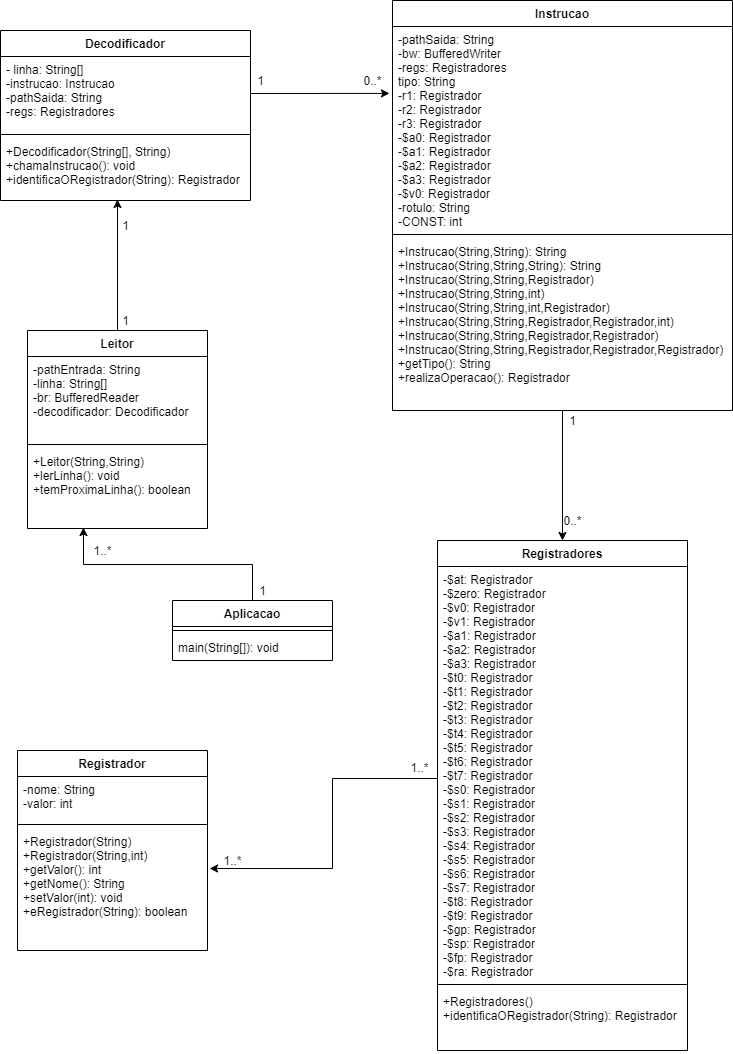 Instrucao
-pathSaida: String
-bw: BufferedWriter
-regs: Registradores
tipo: String
-r1: Registrador
-r2: Registrador
-r3: Registrador
-$a0: Registrador
-$a1: Registrador
-$a2: Registrador
-$a3: Registrador
-$v0: Registrador
-rotulo: String
-CONST: int
+Instrucao(String,String): String
+Instrucao(String,String,String): String
+Instrucao(String,String,Registrador)
+Instrucao(String,String,int)
+Instrucao(String,String,int,Registrador)
+Instrucao(String,String,Registrador,Registrador,int)
+Instrucao(String,String,Registrador,Registrador)
+Instrucao(String,String,Registrador,Registrador,Registrador)
+getTipo(): String
+realizaOperacao(): Registrador
Decodificador
- linha: String[]
-instrucao: Instrucao
-pathSaida: String
-regs: Registradores
+Decodificador(String[], String)
+chamaInstrucao(): void
+identificaORegistrador(String): Registrador
1
0..*
1
1
Leitor
-pathEntrada: String
-linha: String[]
-br: BufferedReader
-decodificador: Decodificador
+Leitor(String,String)
+lerLinha(): void
+temProximaLinha(): boolean
1..*
1
Aplicacao
main(String[]): void
1
0..*
Registradores
-$at: Registrador
-$zero: Registrador
-$v0: Registrador
-$v1: Registrador
-$a1: Registrador
-$a2: Registrador
-$a3: Registrador
-$t0: Registrador
-$t1: Registrador
-$t2: Registrador
-$t3: Registrador
-$t4: Registrador
-$t5: Registrador
-$t6: Registrador
-$t7: Registrador
-$s0: Registrador
-$s1: Registrador
-$s2: Registrador
-$s3: Registrador
-$s4: Registrador
-$s5: Registrador
-$s6: Registrador
-$s7: Registrador
-$t8: Registrador
-$t9: Registrador
-$gp: Registrador
-$sp: Registrador
-$fp: Registrador
-$ra: Registrador
+Registradores()
+identificaORegistrador(String): Registrador
1..*
1..*
Registrador
-nome: String
-valor: int
+Registrador(String)
+Registrador(String,int)
+getValor(): int
+getNome(): String
+setValor(int): void
+eRegistrador(String): boolean